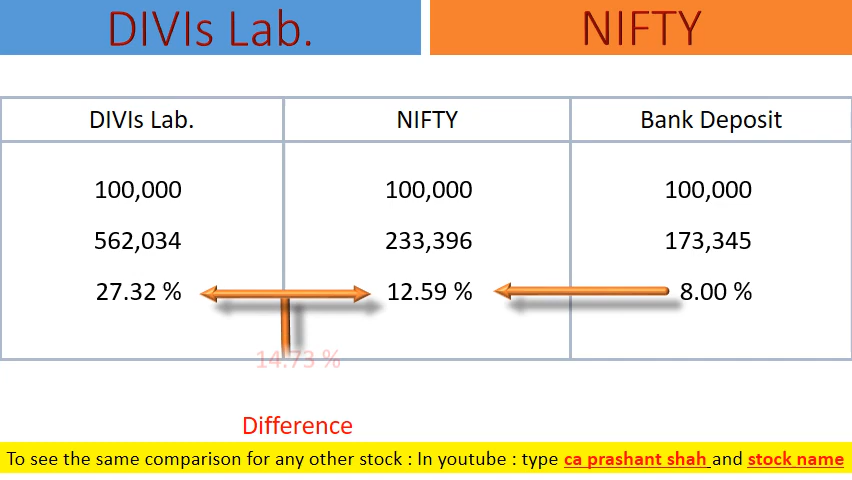 DIVIs Lab. NIFTY
DIVIs Lab. NIFTY Bank Deposit
100,000 100,000 100,000
562,034 233,396 173,345
27.32 % 12.59 % 8.00 %
14.73 %
Difference
To see the same comparison for any other stock : In youtube : type ca prashant shah and stock name